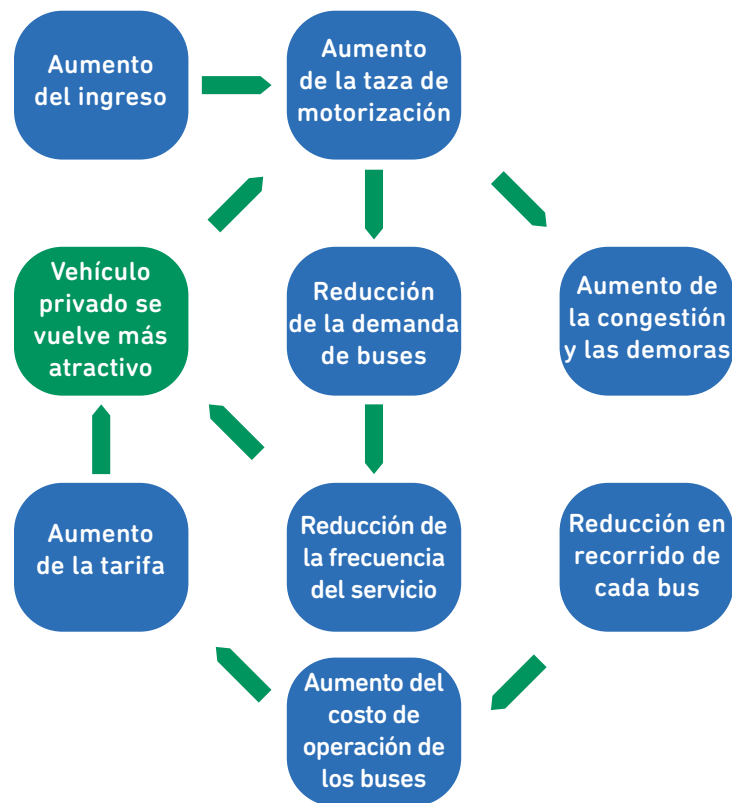 Aumento
del ingreso
Aumento
de la taza de
motorización
Vehículo
privado se
vuelve más
atractivo
Reducción
de la demanda
de buses
Aumento de
la congestión
y las demoras
Aumento
de la tarifa
Reducción de
la frecuencia
del servicio
Reducción en
recorrido de
cada bus
Aumento del
costo de
operación de
los buses